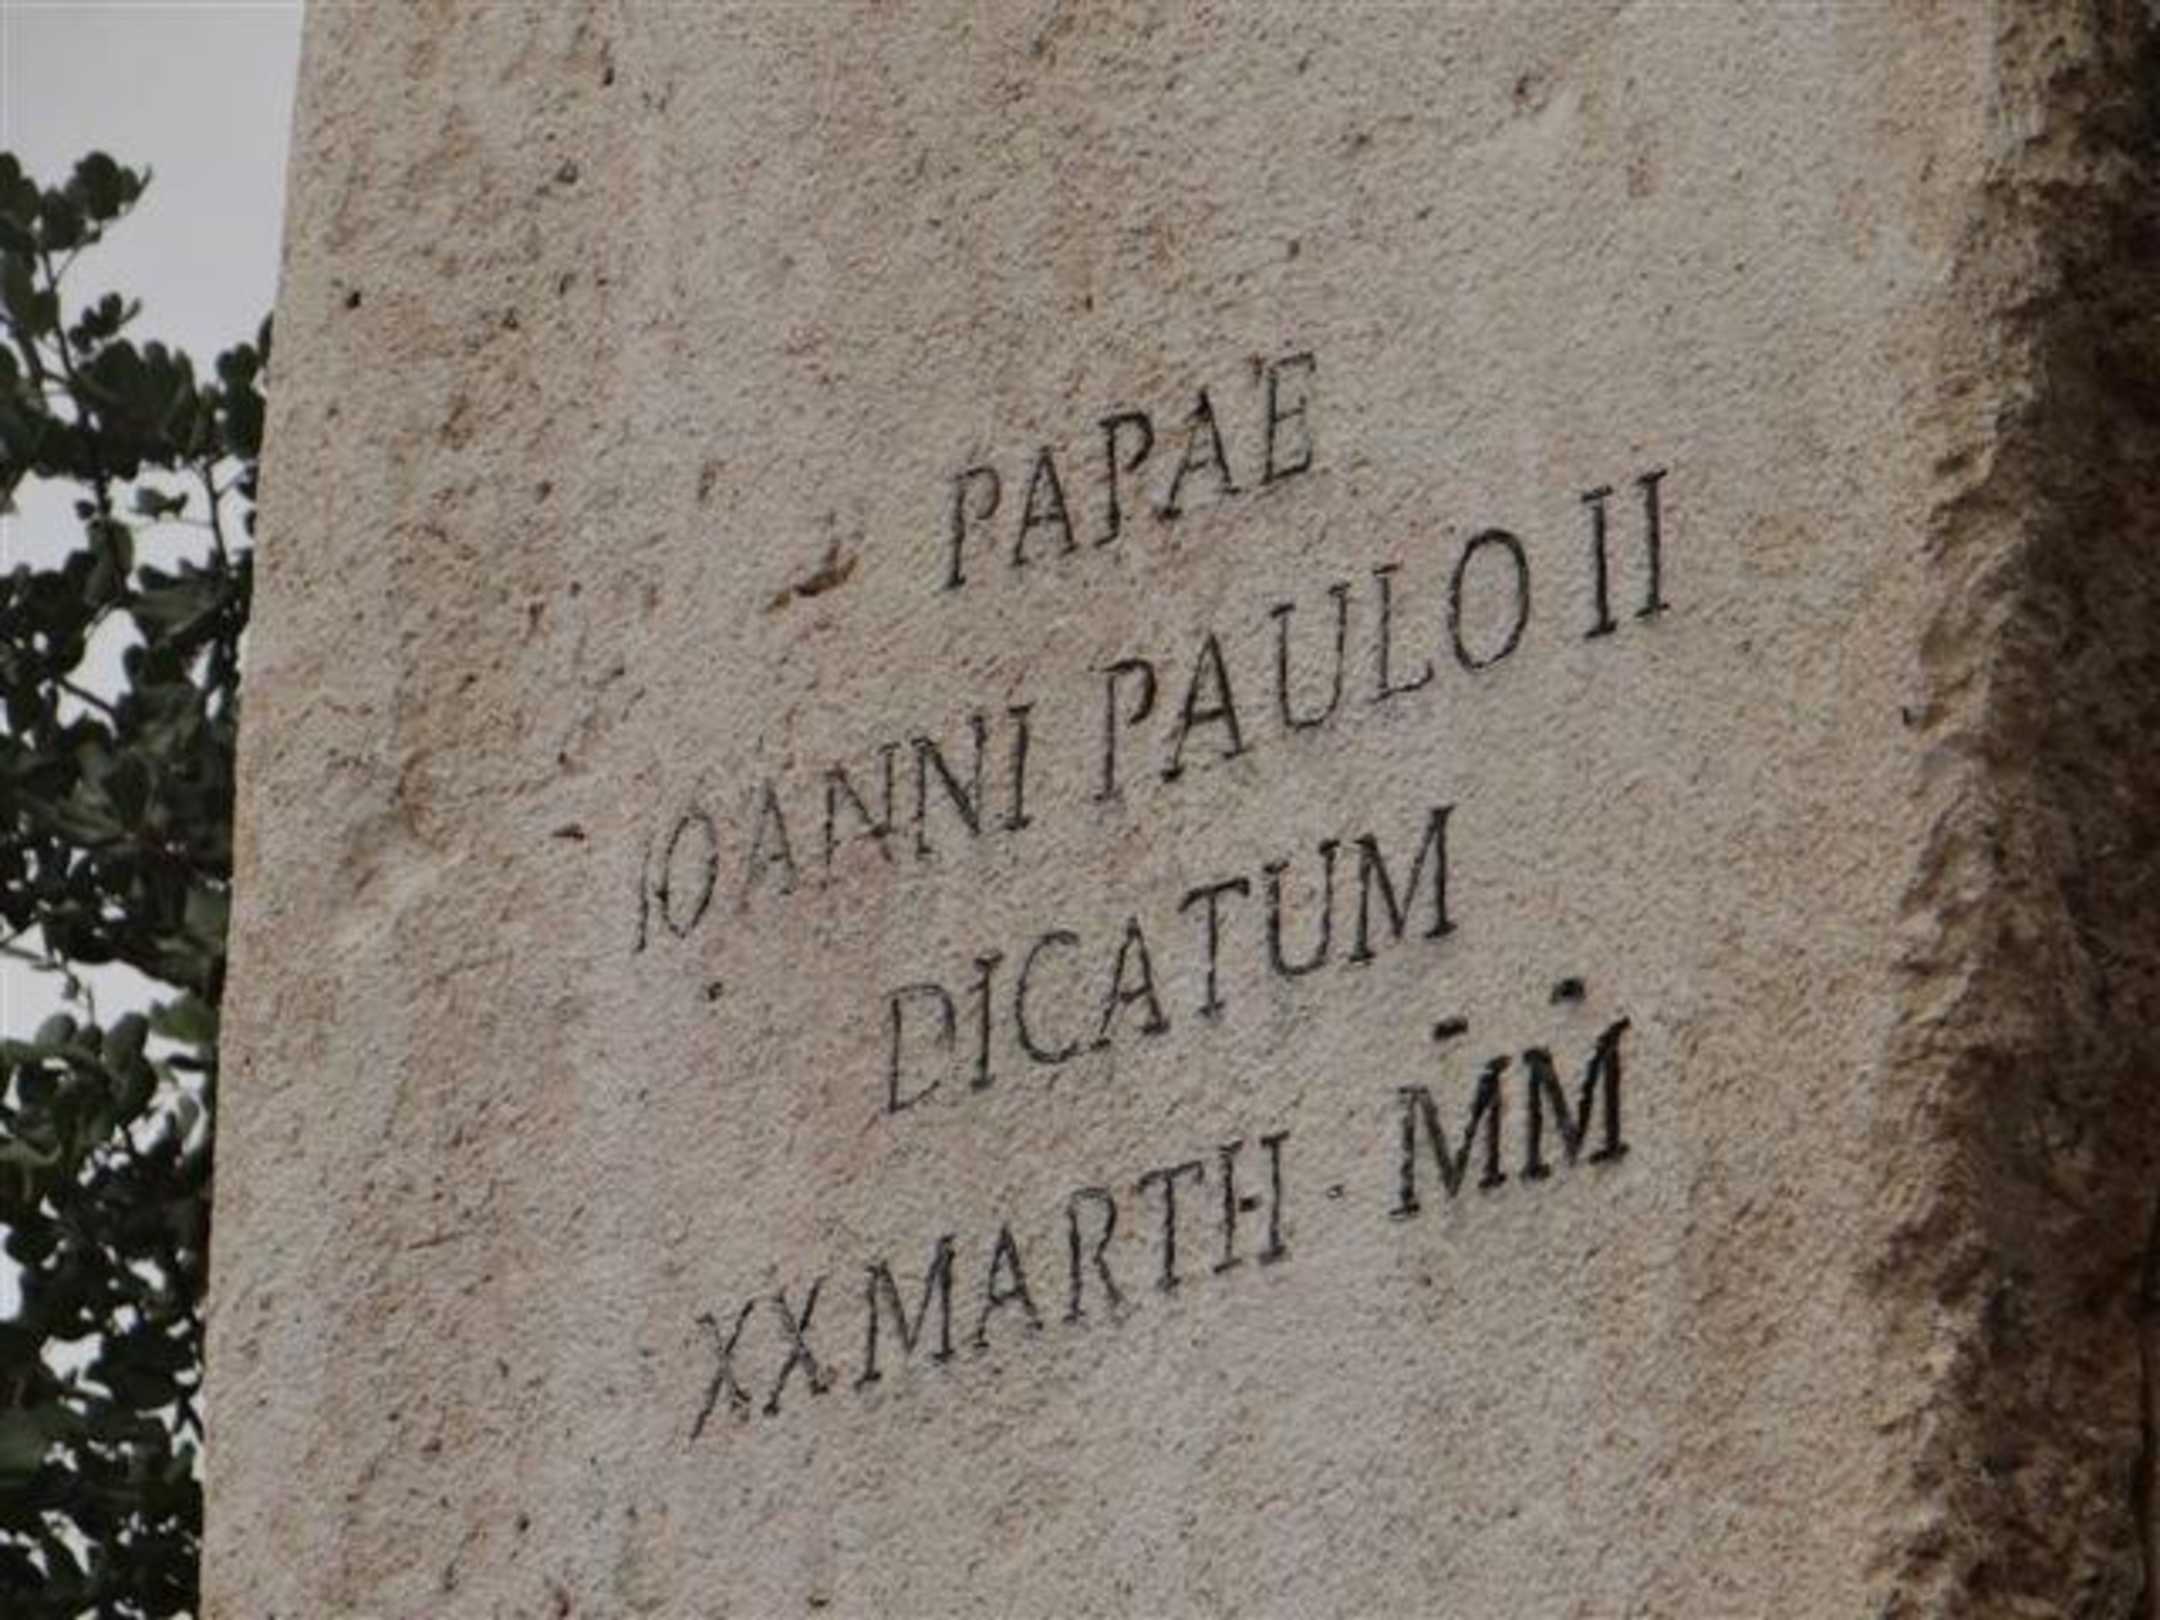 PAPAE
IOANNI PAULO II
DICATUM
XX MARTII · MM